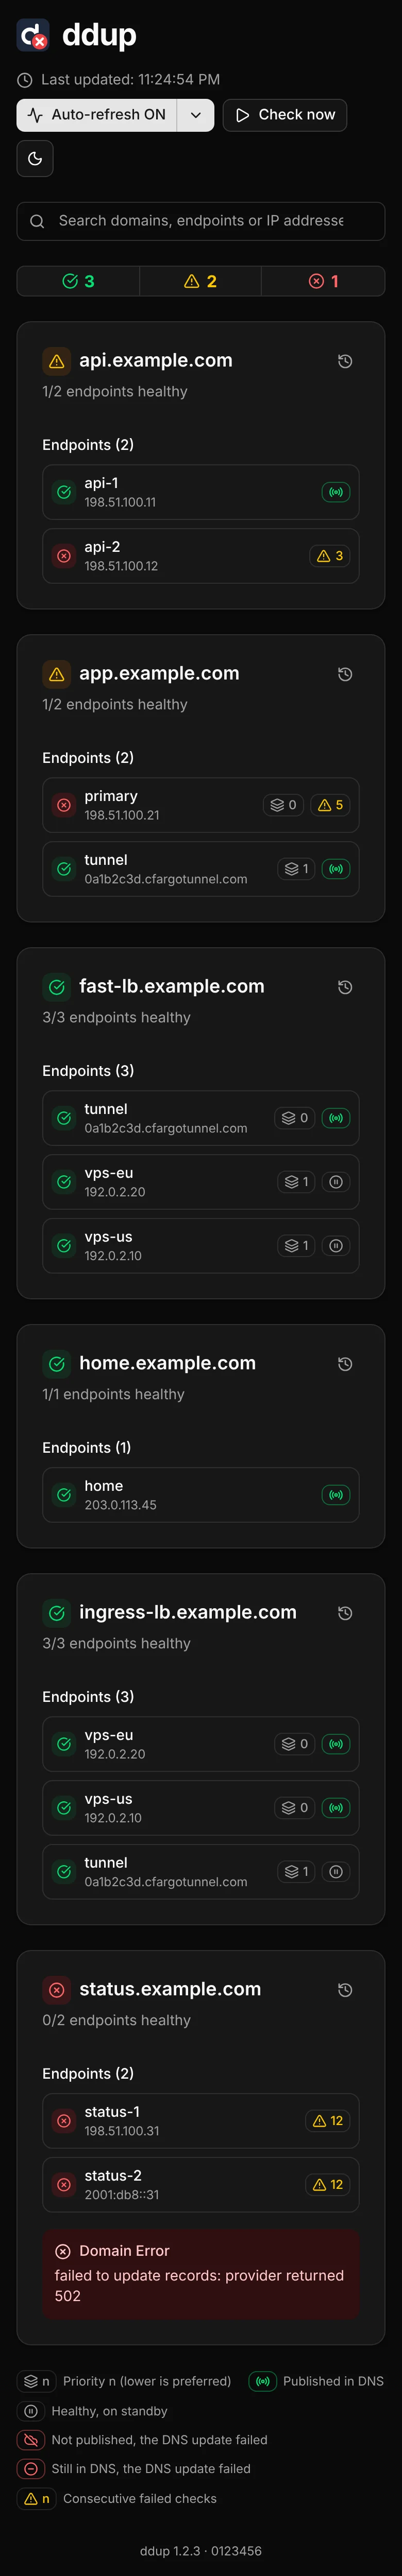 ddup
Last updated: 11:24:54 PM
Auto-refresh ON
Check now
Search domains, endpoints or IP addresse
3
2
1
api.example.com
1/2 endpoints healthy
Endpoints (2)
api-1
198.51.100.11
api-2
198.51.100.12
3
app.example.com
1/2 endpoints healthy
Endpoints (2)
primary
198.51.100.21
0
5
tunnel
0a1b2c3d.cfargotunnel.com
1
fast-lb.example.com
3/3 endpoints healthy
Endpoints (3)
tunnel
0a1b2c3d.cfargotunnel.com
0
vps-eu
192.0.2.20
1
vps-us
192.0.2.10
1
home.example.com
1/1 endpoints healthy
Endpoints (1)
home
203.0.113.45
ingress-lb.example.com
3/3 endpoints healthy
Endpoints (3)
vps-eu
192.0.2.20
0
vps-us
192.0.2.10
0
tunnel
0a1b2c3d.cfargotunnel.com
1
status.example.com
0/2 endpoints healthy
Endpoints (2)
status-1
198.51.100.31
12
status-2
2001:db8::31
12
Domain Error
failed to update records: provider returned
502
n Priority n (lower is preferred)
Published in DNS
Healthy, on standby
Not published, the DNS update failed
Still in DNS, the DNS update failed
n Consecutive failed checks
ddup 1.2.3 · 0123456